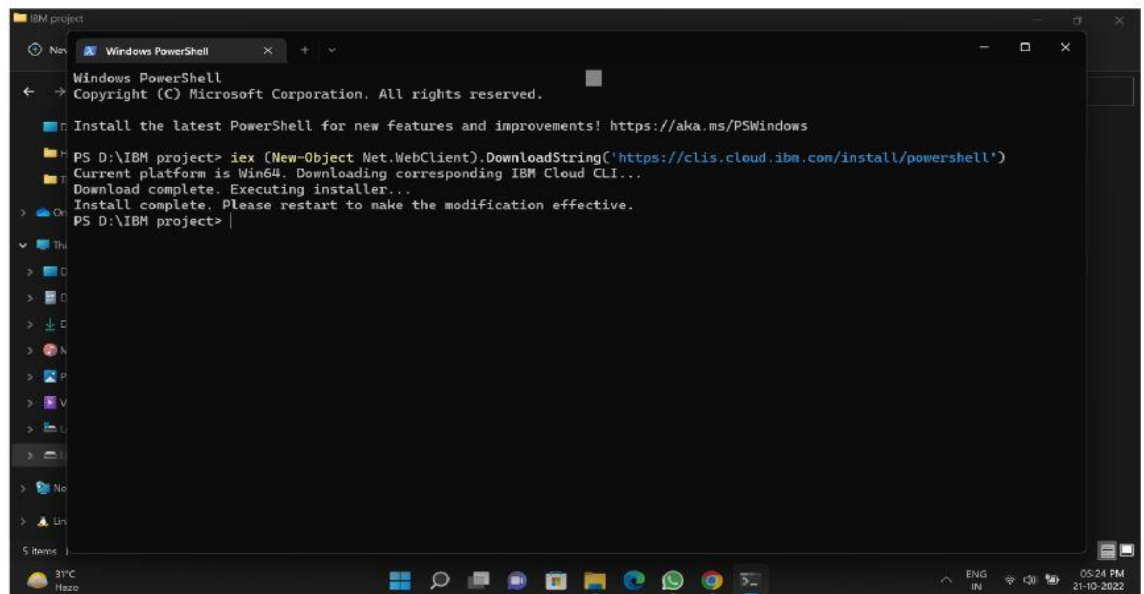 IBM project
Windows PowerShell
Windows PowerShell
Copyright (C) Microsoft Corporation. All rights reserved.
Install the latest PowerShell for new features and improvements! https://aka.ms/PSWindows
PS D:\IBM project> iex (New-Object Net.WebClient).DownloadString('https://clis.cloud.ibm.com/install/powershell')
Current platform is Win64. Downloading corresponding IBM Cloud CLI...
Download complete. Executing installer...
Install complete. Please restart to make the modification effective.
PS D:\IBM project>
5 items
31°C
Haze
ENG
IN
05:24 PM
21-10-2022